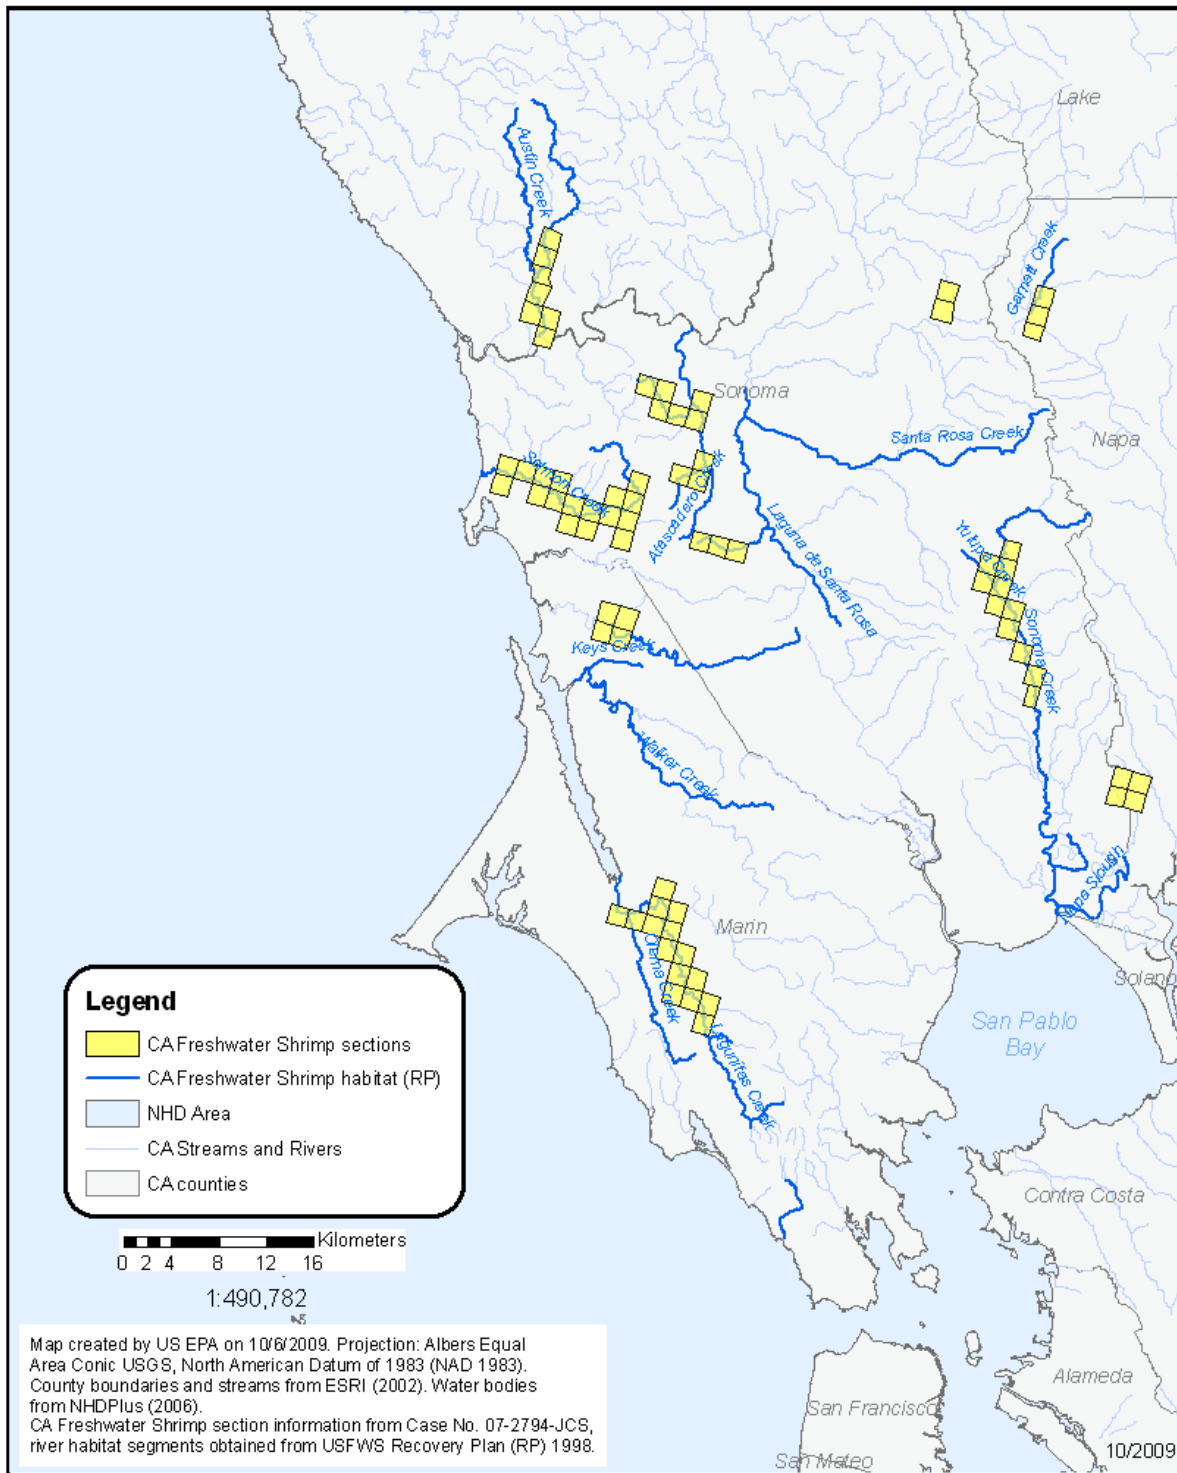 Lake
Austin Creek
Garnett Creek
Sonoma
Santa Rosa Creek
Napa
Salmon Creek
Atascadero Creek
Laguna de Santa Rosa
Yulupa Creek
Sonoma Creek
Keys Creek
Walker Creek
Napa Slough
Marin
Olema Creek
Solano
San Pablo
Bay
Lagunitas Creek
Legend
CA Freshwater Shrimp sections
CA Freshwater Shrimp habitat (RP)
NHD Area
CA Streams and Rivers
CA counties
Contra Costa
Kilometers
0 2 4 8 12 16
1:490,782
Map created by US EPA on 10/6/2009. Projection: Albers Equal
Area Conic USGS, North American Datum of 1983 (NAD 1983).
County boundaries and streams from ESRI (2002). Water bodies
from NHDPlus (2006).
CA Freshwater Shrimp section information from Case No. 07-2794-JCS,
river habitat segments obtained from USFWS Recovery Plan (RP) 1998.
Alameda
San Francisco
San Mateo
10/2009